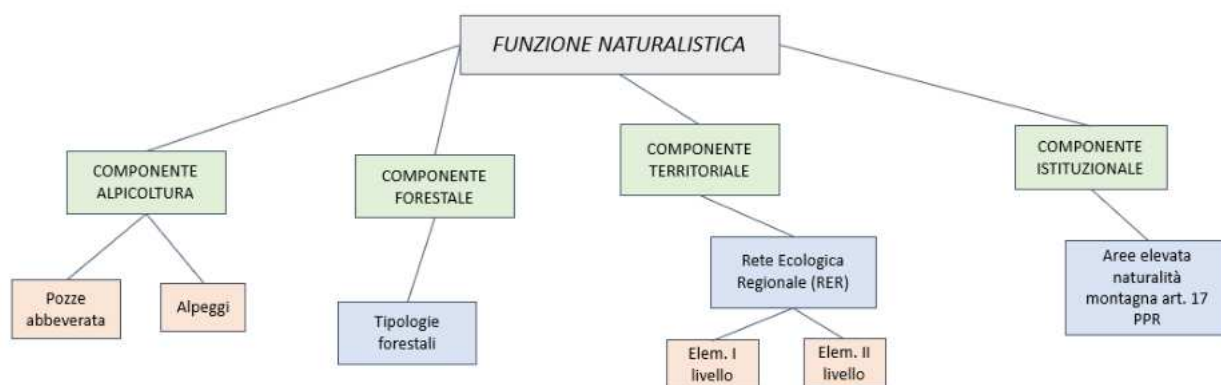 FUNZIONE NATURALISTICA
COMPONENTE
ALPICOLTURA
COMPONENTE
FORESTALE
COMPONENTE
TERRITORIALE
COMPONENTE
ISTITUZIONALE
Pozze
abbeverata
Alpeggi
Tipologie
forestali
Rete Ecologica
Regionale (RER)
Elem. I
livello
Elem. II
livello
Aree elevata
naturalità
montagna art. 17
PPR